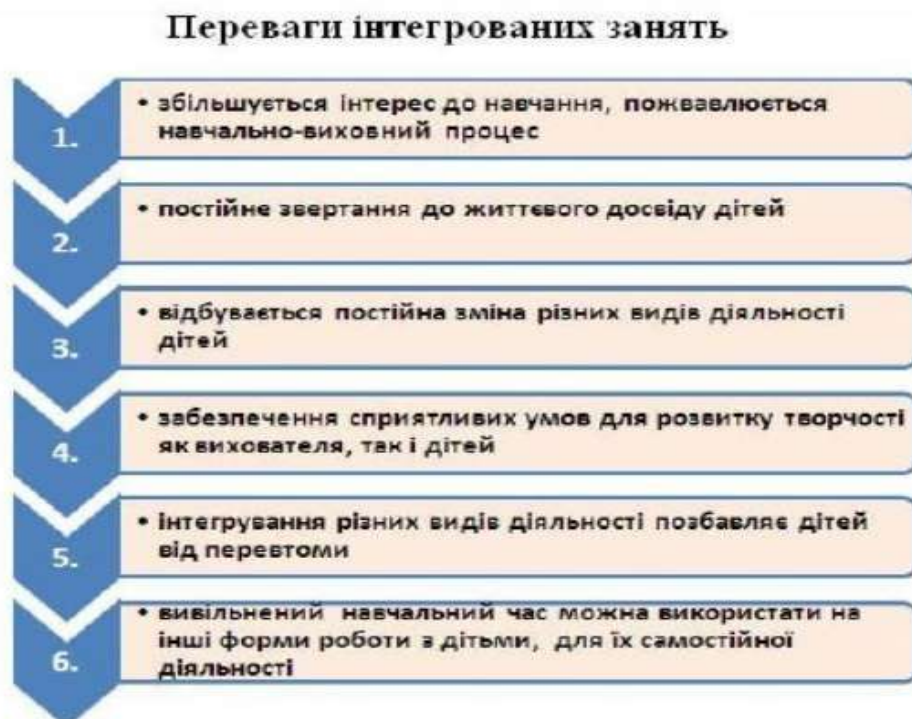 Переваги інтегрованих занять
1.
• збільшується інтерес до навчання, пожвавлюється
навчально-виховний процес
2.
• постійне звертання до життєвого досвіду дітей
3.
• відбувається постійна зміна різних видів діяльності
дітей
4.
• забезпечення сприятливих умов для розвитку творчості
як вихователя, так і дітей
5.
• інтегрування різних видів діяльності позбавляє дітей
від перевтоми
6.
• вивільнений навчальний час можна використати на
інші форми роботи з дітьми, для їх самостійної
діяльності